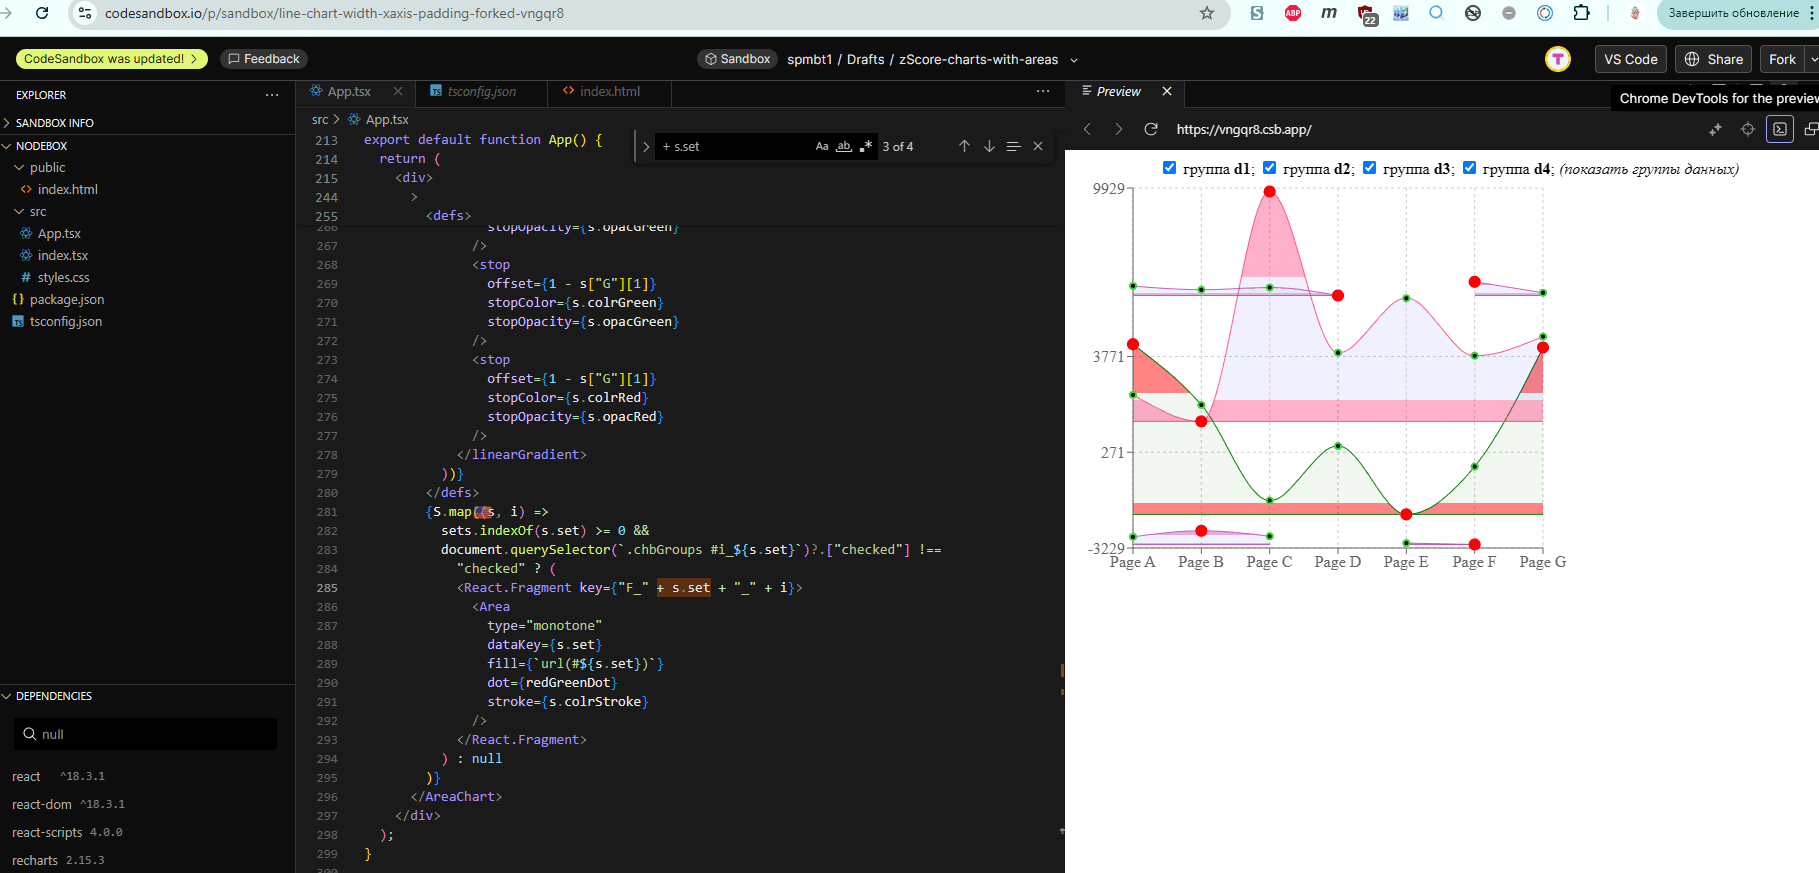 codesandbox.io/p/sandbox/line-chart-width-xaxis-padding-forked-vngqr8
S ABP m 22 Завершить обновление
CodeSandbox was updated! Feedback
Sandbox spmbt1 / Drafts / zScore-charts-with-areas
T VS Code Share Fork
EXPLORER
SANDBOX INFO
NODEBOX
public
index.html
src
App.tsx
index.tsx
styles.css
package.json
tsconfig.json
DEPENDENCIES
null
react ^18.3.1
react-dom ^18.3.1
react-scripts 4.0.0
recharts 2.15.3
App.tsx
tsconfig.json
index.html
src > App.tsx
+ s.set Aa ab 3 of 4
213 export default function App() {
214 return (
215 <div>
244 >
255 <defs>
266 stopOpacity={s.opacGreen}
267 />
268 <stop
269 offset={1 - s["G"][1]}
270 stopColor={s.colrGreen}
271 stopOpacity={s.opacGreen}
272 />
273 <stop
274 offset={1 - s["G"][1]}
275 stopColor={s.colrRed}
276 stopOpacity={s.opacRed}
277 />
278 </linearGradient>
279 ))}
280 </defs>
281 {S.map((s, i) =>
282 sets.indexOf(s.set) >= 0 &&
283 document.querySelector(`.chbGroups #i_${s.set}`)?.["checked"] !==
284 "checked" ? (
285 <React.Fragment key={"F_" + s.set + "_" + i}>
286 <Area
287 type="monotone"
288 dataKey={s.set}
289 fill={`url(#${s.set})`}
290 dot={redGreenDot}
291 stroke={s.colrStroke}
292 />
293 </React.Fragment>
294 ) : null
295 )}
296 </AreaChart>
297 </div>
298 );
299 }
300
Preview
Chrome DevTools for the preview
https://vngqr8.csb.app/
группа d1; группа d2; группа d3; группа d4; (показать группы данных)
9929
3771
271
-3229
Page A Page B Page C Page D Page E Page F Page G